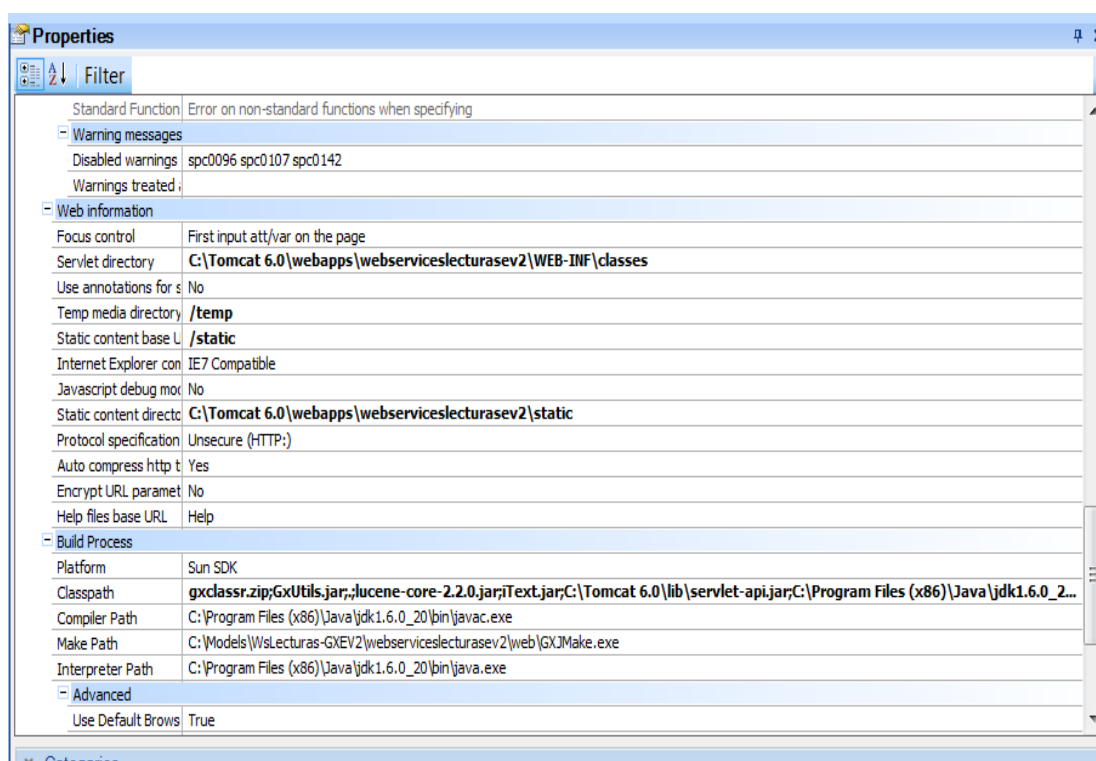 Properties
Filter
Standard Function Error on non-standard functions when specifying
Warning messages
Disabled warnings spc0096 spc0107 spc0142
Warnings treated
Web information
Focus control First input att/var on the page
Servlet directory C:\Tomcat 6.0\webapps\webserviceslecturasev2\WEB-INF\classes
Use annotations for s No
Temp media directory /temp
Static content base U /static
Internet Explorer con IE7 Compatible
Javascript debug mod No
Static content directo C:\Tomcat 6.0\webapps\webserviceslecturasev2\static
Protocol specification Unsecure (HTTP:)
Auto compress http t Yes
Encrypt URL paramet No
Help files base URL Help
Build Process
Platform Sun SDK
Classpath gxclassr.zip;GxUtils.jar;.;lucene-core-2.2.0.jar;iText.jar;C:\Tomcat 6.0\lib\servlet-api.jar;C:\Program Files (x86)\Java\jdk1.6.0_2...
Compiler Path C:\Program Files (x86)\Java\jdk1.6.0_20\bin\javac.exe
Make Path C:\Models\WsLecturas-GXEV2\webserviceslecturasev2\web\GXJMake.exe
Interpreter Path C:\Program Files (x86)\Java\jdk1.6.0_20\bin\java.exe
Advanced
Use Default Brows True